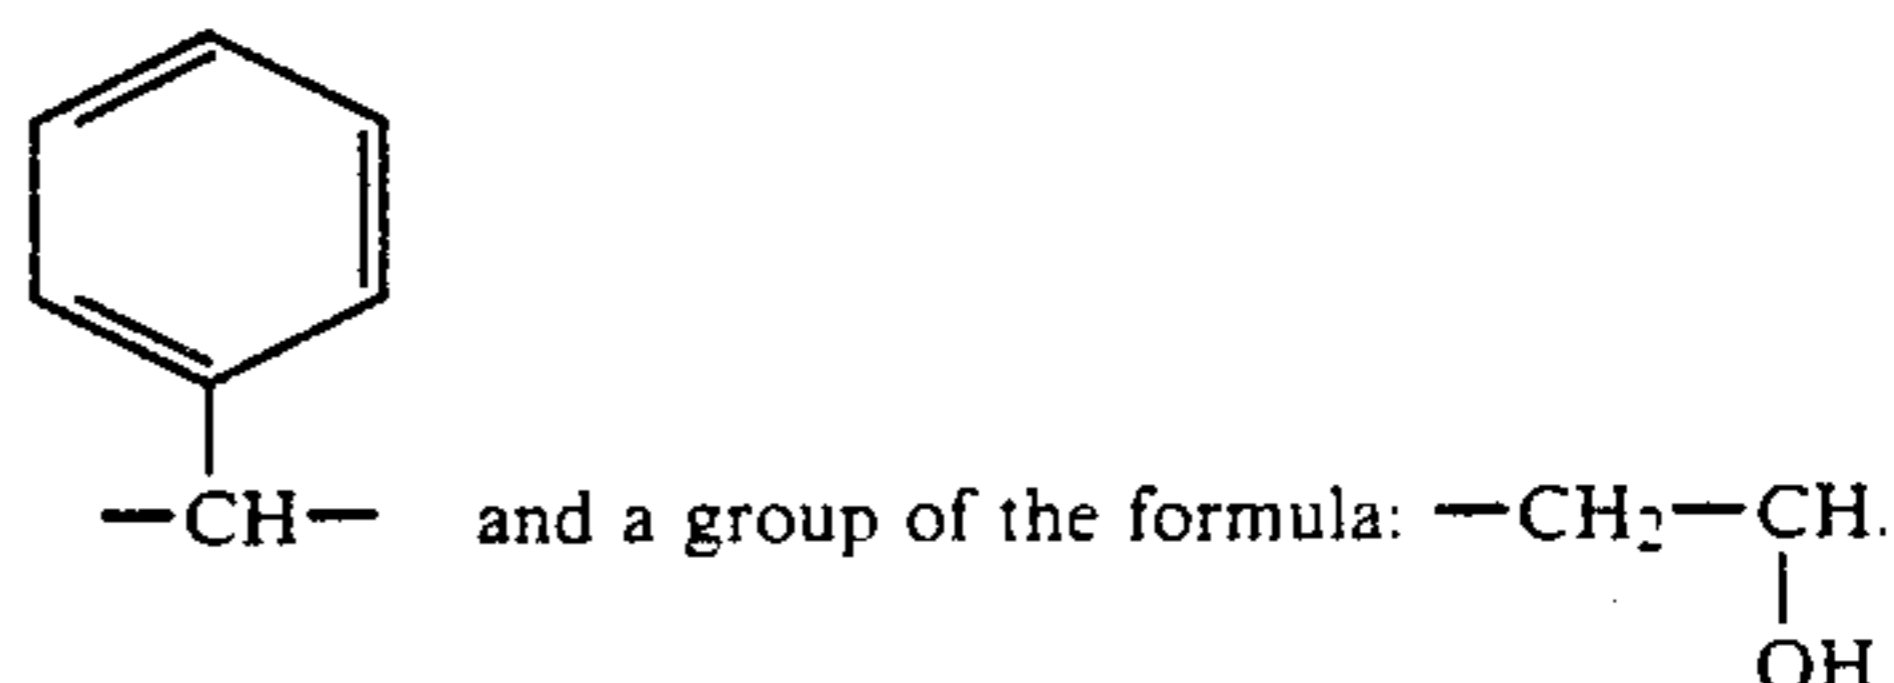 —CH— and a group of the formula: —CH₂—CH.
OH